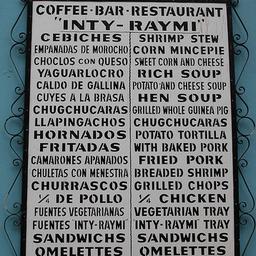 COFFEE·BAR·RESTAURANT
"INTY-RAYMI"
CEBICHES SHRIMP STEW
EMPANADAS DE MOROCHO CORN MINCEPIE
CHOCLOS CON QUESO SWEET CORN AND CHEESE
YAGUARLOCRO RICH SOUP
CALDO DE GALLINA POTATO AND CHEESE SOUP
CUYES A LA BRASA HEN SOUP
CHUGCHUCARAS GRILLED WHOLE GUINEA PIG
LLAPINGACHOS CHUGCHUCARAS
HORNADOS POTATO TORTILLA
FRITADAS WITH BAKED PORK
CAMARONES APANADOS FRIED PORK
CHULETAS CON MENESTRA BREADED SHRIMP
CHURRASCOS GRILLED CHOPS
¼ DE POLLO ¼ CHICKEN
FUENTES VEGETARIANAS VEGETARIAN TRAY
FUENTES "INTY-RAYMI" "INTY-RAYMI" TRAY
SANDWICHS SANDWICHS
OMELETTES OMELETTES